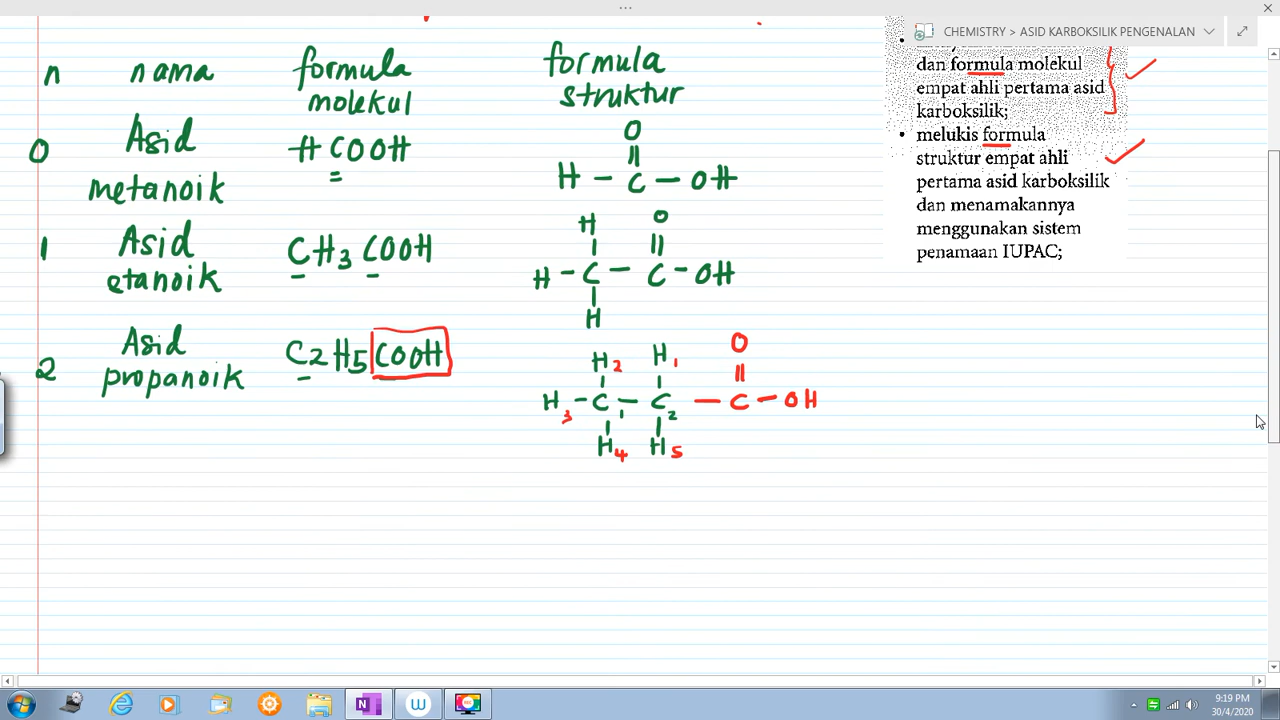 CHEMISTRY > ASID KARBOKSILIK PENGENALAN
n nama formula molekul formula struktur
0 Asid metanoik HCOOH
O
H - C - OH
1 Asid etanoik CH3COOH
H O
H - C - C - OH
H
2 Asid propanoik C2H5COOH
H2 H1 O
H3 - C1 - C2 - C - OH
H4 H5
dan formula molekul
empat ahli pertama asid
karboksilik;
• melukis formula
struktur empat ahli
pertama asid karboksilik
dan menamakannya
menggunakan sistem
penamaan IUPAC;
9:19 PM
30/4/2020